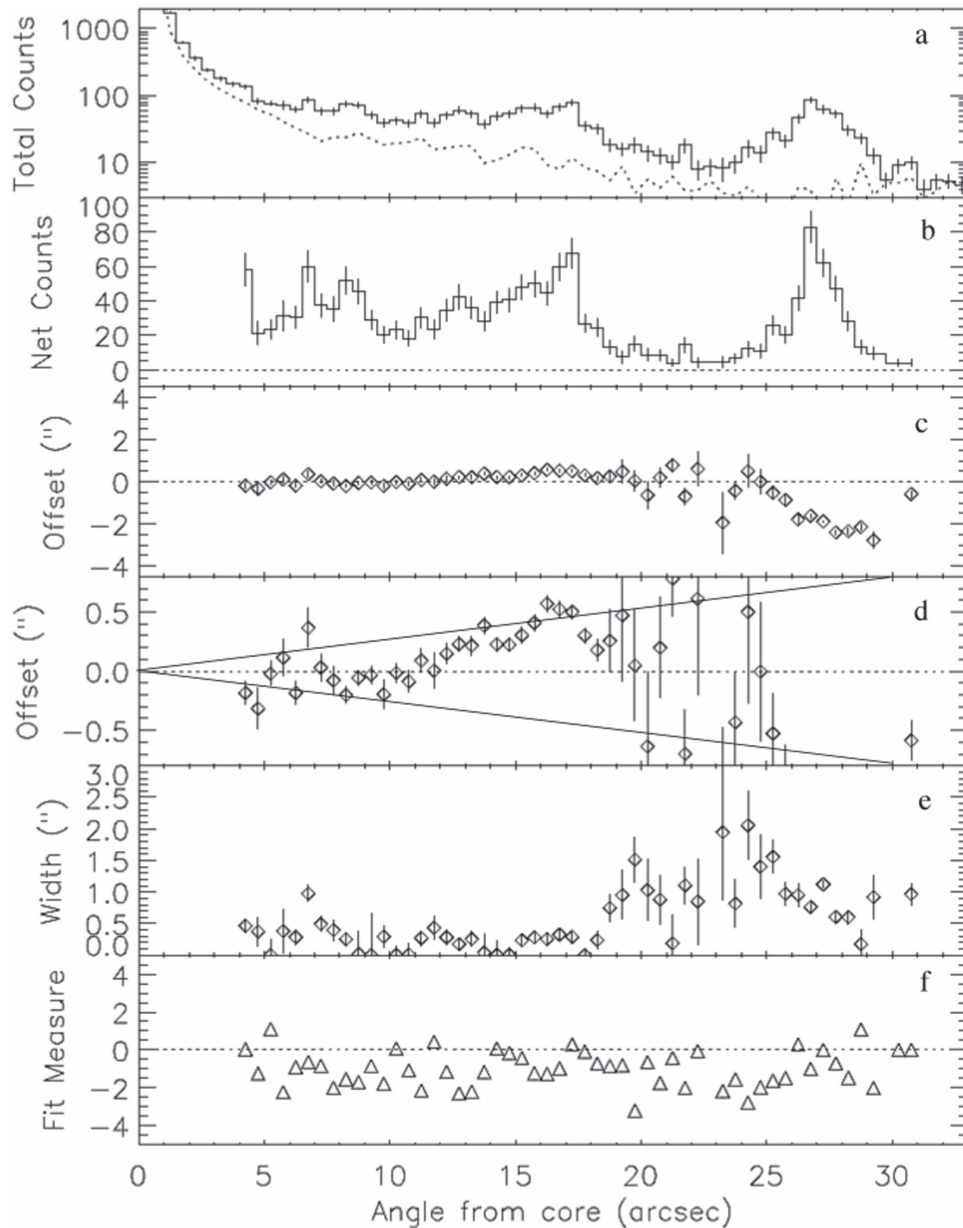 Total Counts
1000
100
10
a
Net Counts
100
80
60
40
20
0
b
Offset (")
4
2
0
−2
−4
c
Offset (")
0.5
0.0
−0.5
d
Width (")
3.0
2.5
2.0
1.5
1.0
0.5
0.0
e
Fit Measure
4
2
0
−2
−4
f
0 5 10 15 20 25 30
Angle from core (arcsec)